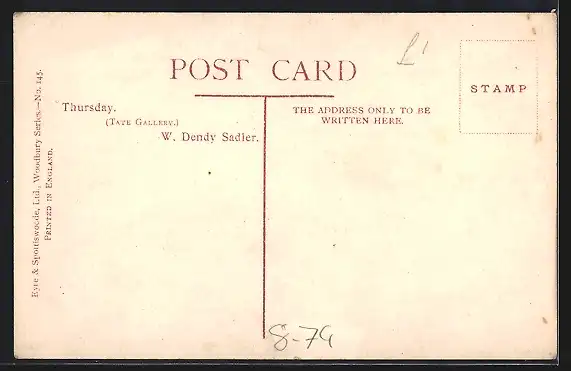 POST CARD
£1
STAMP
Thursday.
(Tate Gallery.)
W. Dendy Sadler.
THE ADDRESS ONLY TO BE
WRITTEN HERE.
Eyre & Spottiswoode, Ltd., Woodbury Series.—No. 145.
Printed in England.
8-74